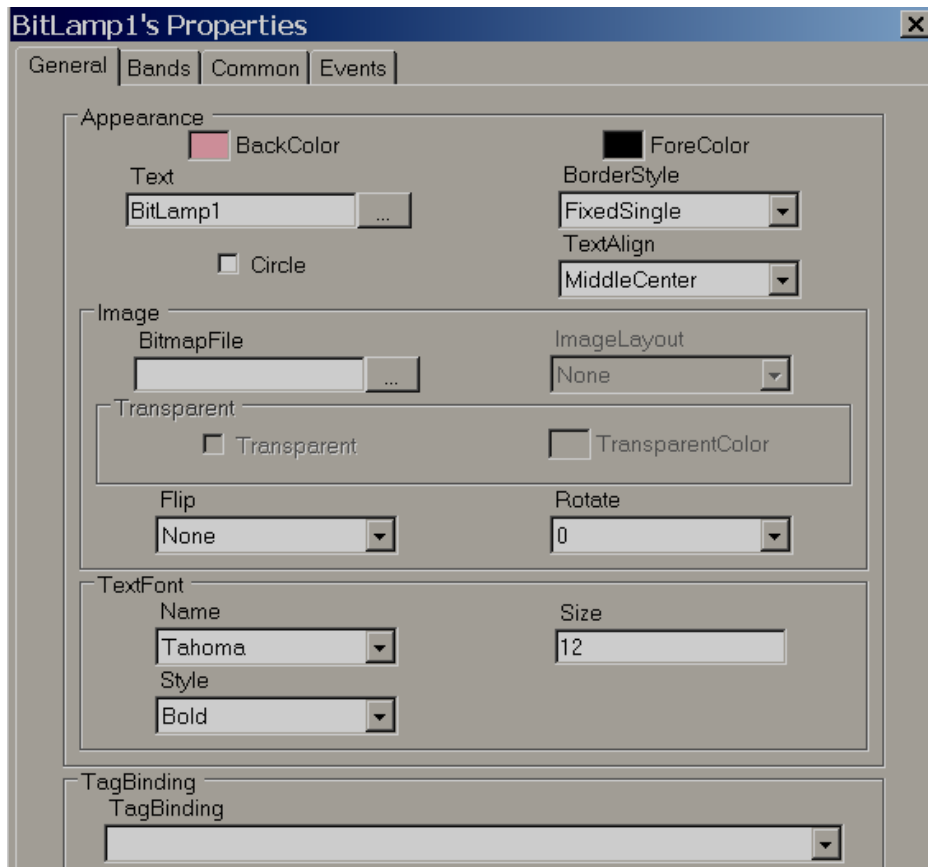 BitLamp1's Properties
General Bands Common Events
Appearance
BackColor ForeColor
Text BorderStyle
BitLamp1 ... FixedSingle
TextAlign
Circle MiddleCenter
Image
BitmapFile ImageLayout
... None
Transparent
Transparent TransparentColor
Flip Rotate
None 0
TextFont
Name Size
Tahoma 12
Style
Bold
TagBinding
TagBinding